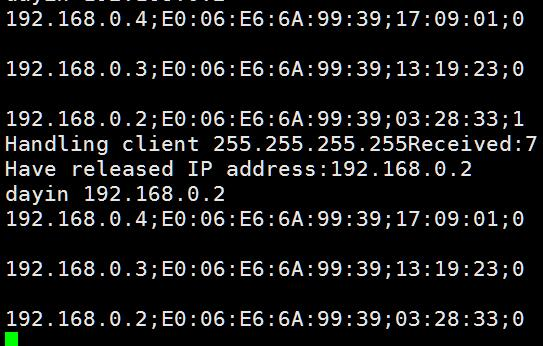 dayin 192.168.0.2
192.168.0.4;E0:06:E6:6A:99:39;17:09:01;0
192.168.0.3;E0:06:E6:6A:99:39;13:19:23;0
192.168.0.2;E0:06:E6:6A:99:39;03:28:33;1
Handling client 255.255.255.255Received:7
Have released IP address:192.168.0.2
dayin 192.168.0.2
192.168.0.4;E0:06:E6:6A:99:39;17:09:01;0
192.168.0.3;E0:06:E6:6A:99:39;13:19:23;0
192.168.0.2;E0:06:E6:6A:99:39;03:28:33;0